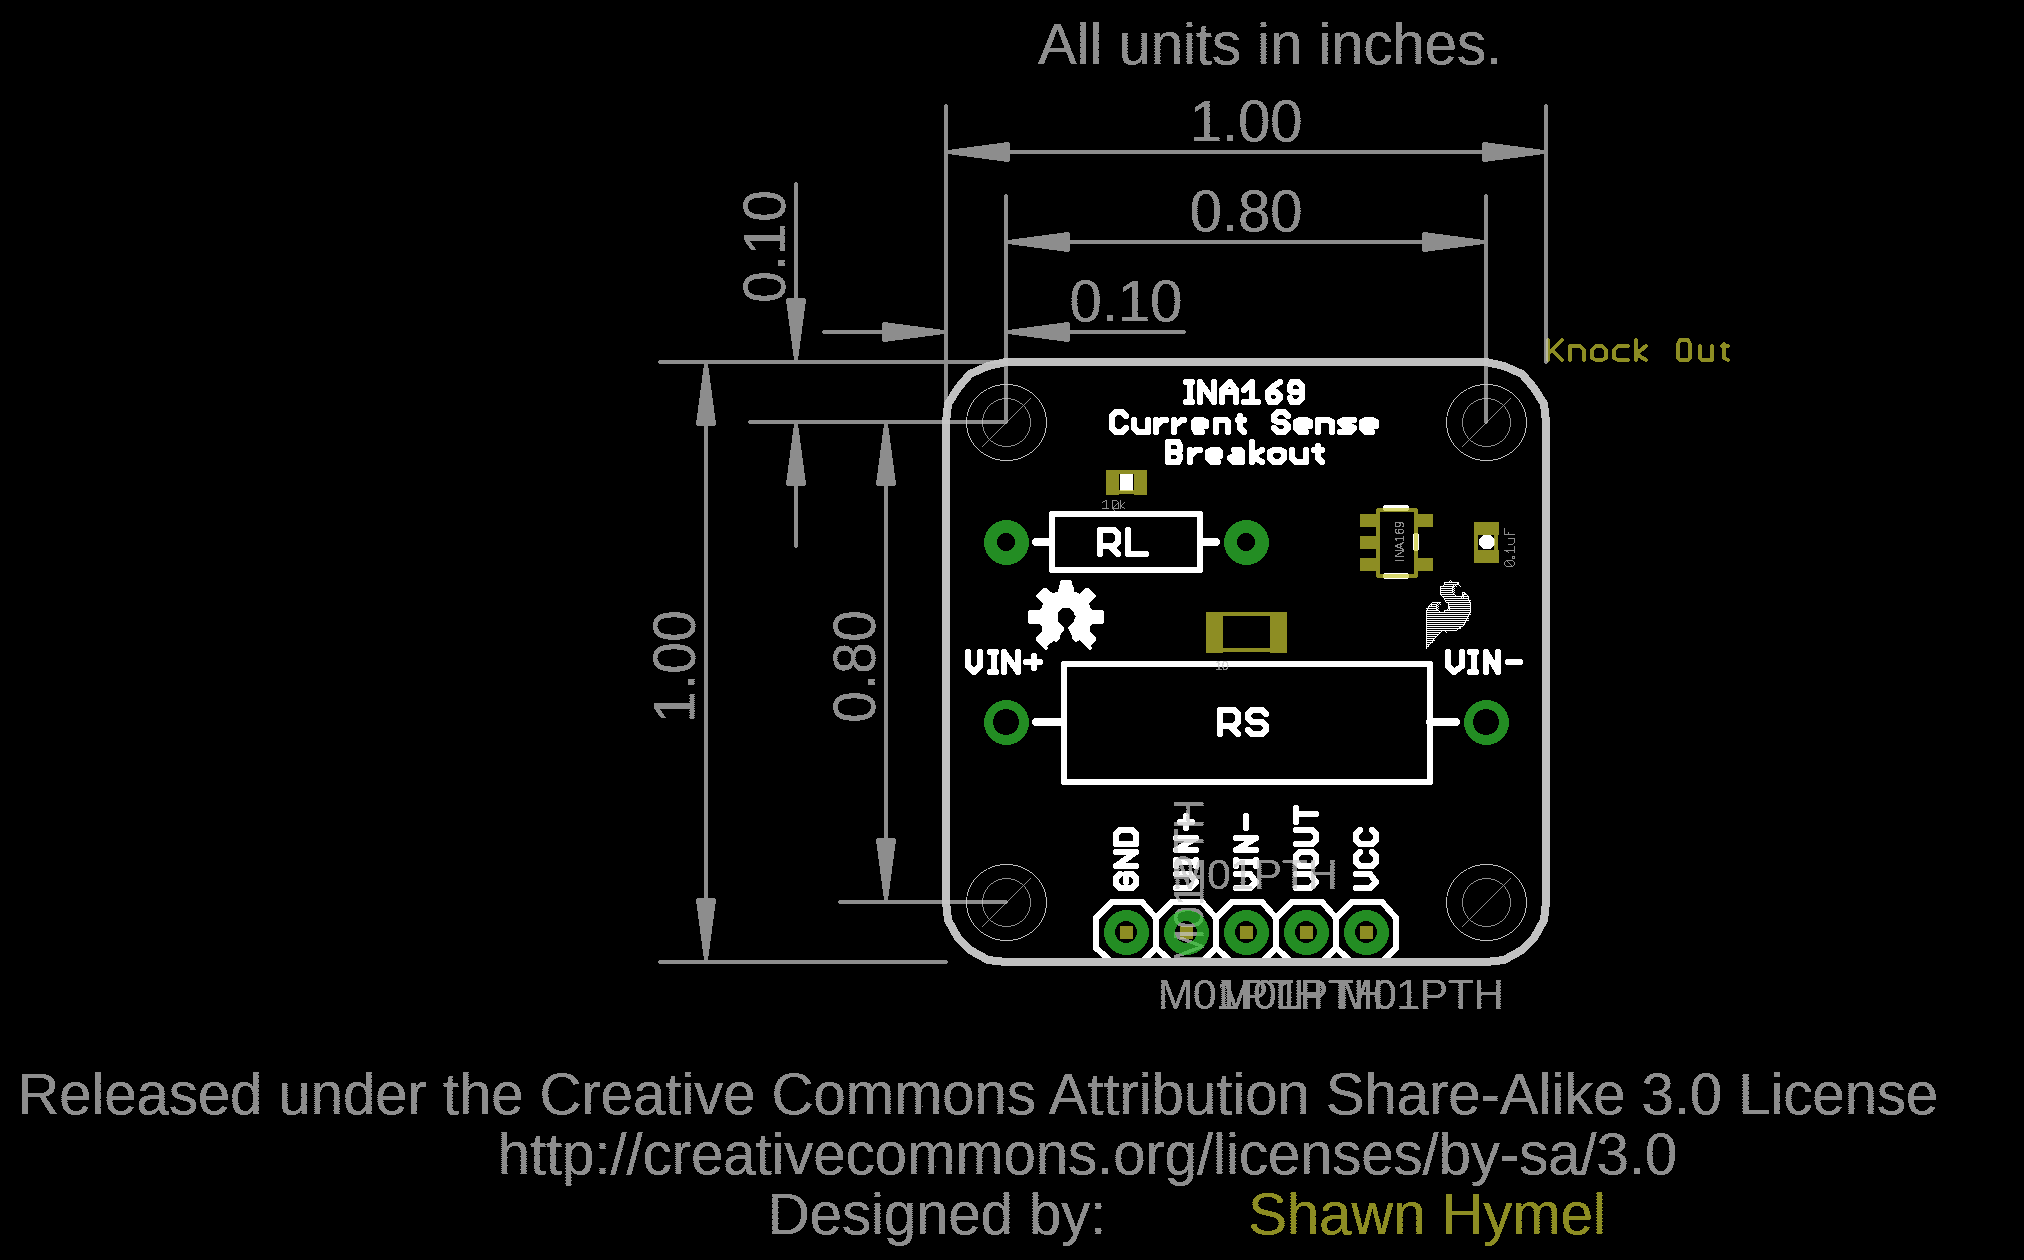 All units in inches.
1.00
0.80
0.10
0.10
Knock Out
INA169
Current Sense
Breakout
10k
RL
INA169
0.1uF
1.00
0.80
VIN+
VIN-
10
RS
GND
VIN+
VIN-
VOUT
VCC
M01PTH
M01PTH
M01PTH
M01PTH
M01PTH
Released under the Creative Commons Attribution Share-Alike 3.0 License
http://creativecommons.org/licenses/by-sa/3.0
Designed by: Shawn Hymel